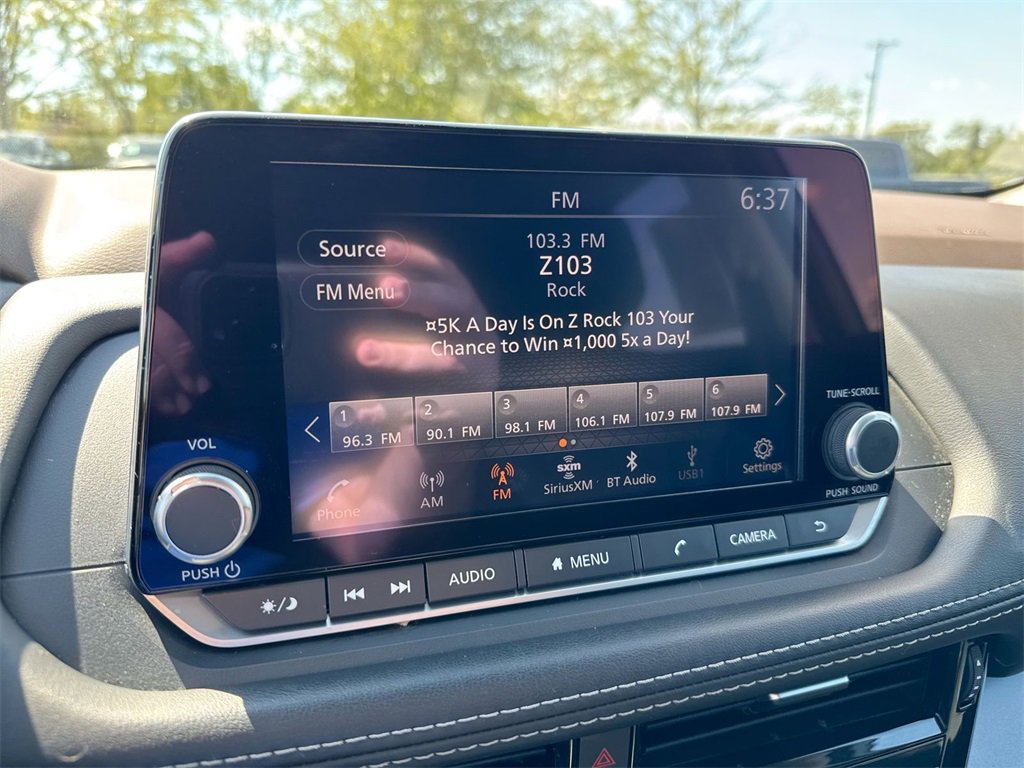 FM
6:37
Source
FM Menu
103.3 FM
Z103
Rock
¤5K A Day Is On Z Rock 103 Your
Chance to Win ¤1,000 5x a Day!
1
96.3 FM
2
90.1 FM
3
98.1 FM
4
106.1 FM
5
107.9 FM
6
107.9 FM
Phone
AM
FM
sxm
SiriusXM
BT Audio
USB1
Settings
VOL
PUSH
TUNE·SCROLL
PUSH SOUND
AUDIO
MENU
CAMERA